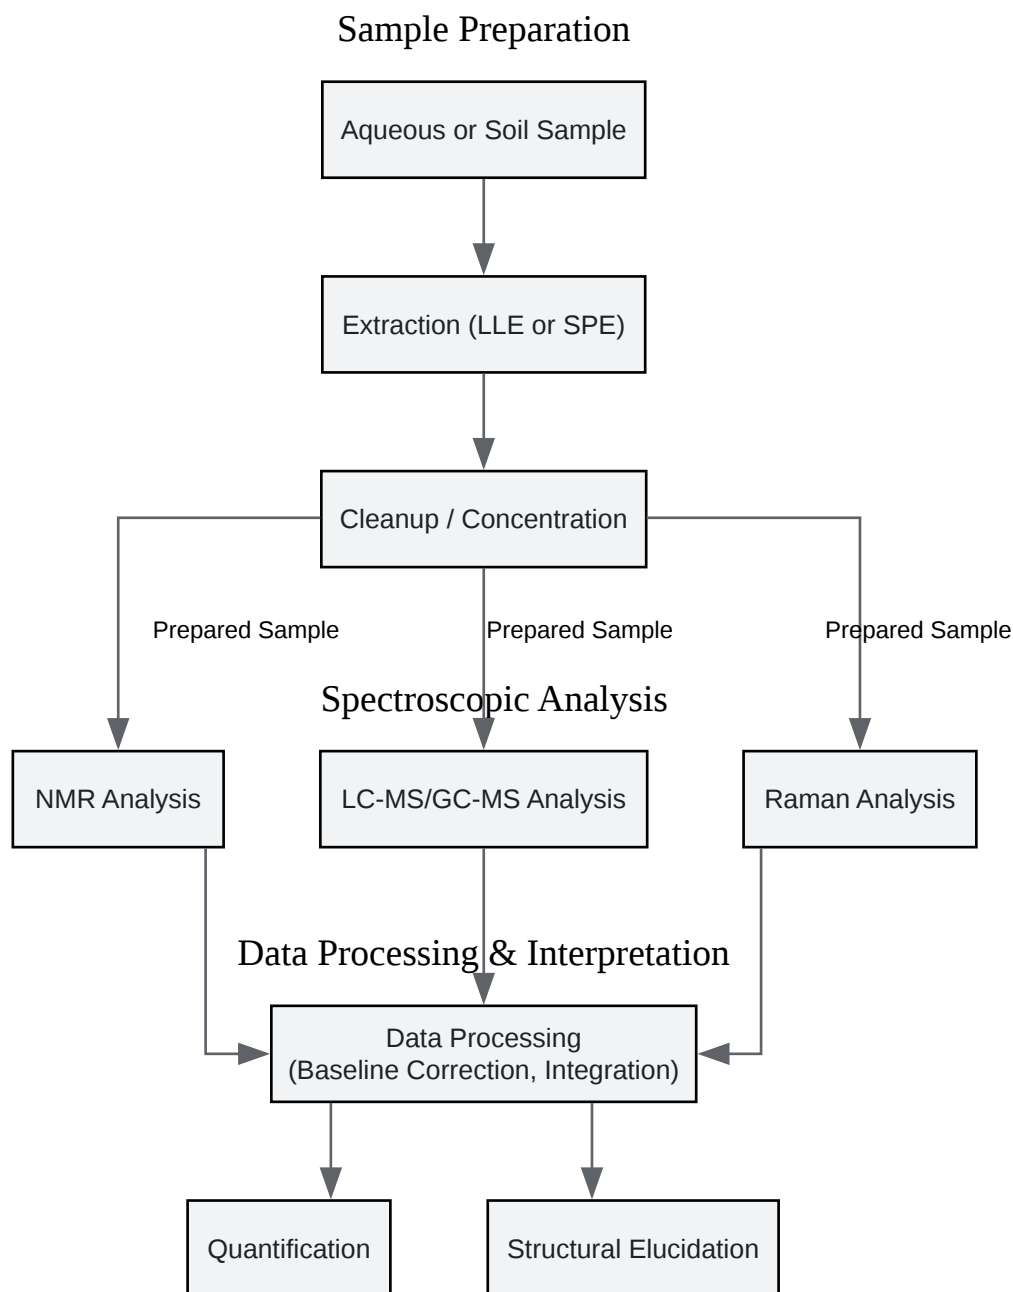 Sample Preparation
Aqueous or Soil Sample
Extraction (LLE or SPE)
Cleanup / Concentration
Prepared Sample
Prepared Sample
Prepared Sample
Spectroscopic Analysis
NMR Analysis
LC-MS/GC-MS Analysis
Raman Analysis
Data Processing & Interpretation
Data Processing
(Baseline Correction, Integration)
Quantification
Structural Elucidation